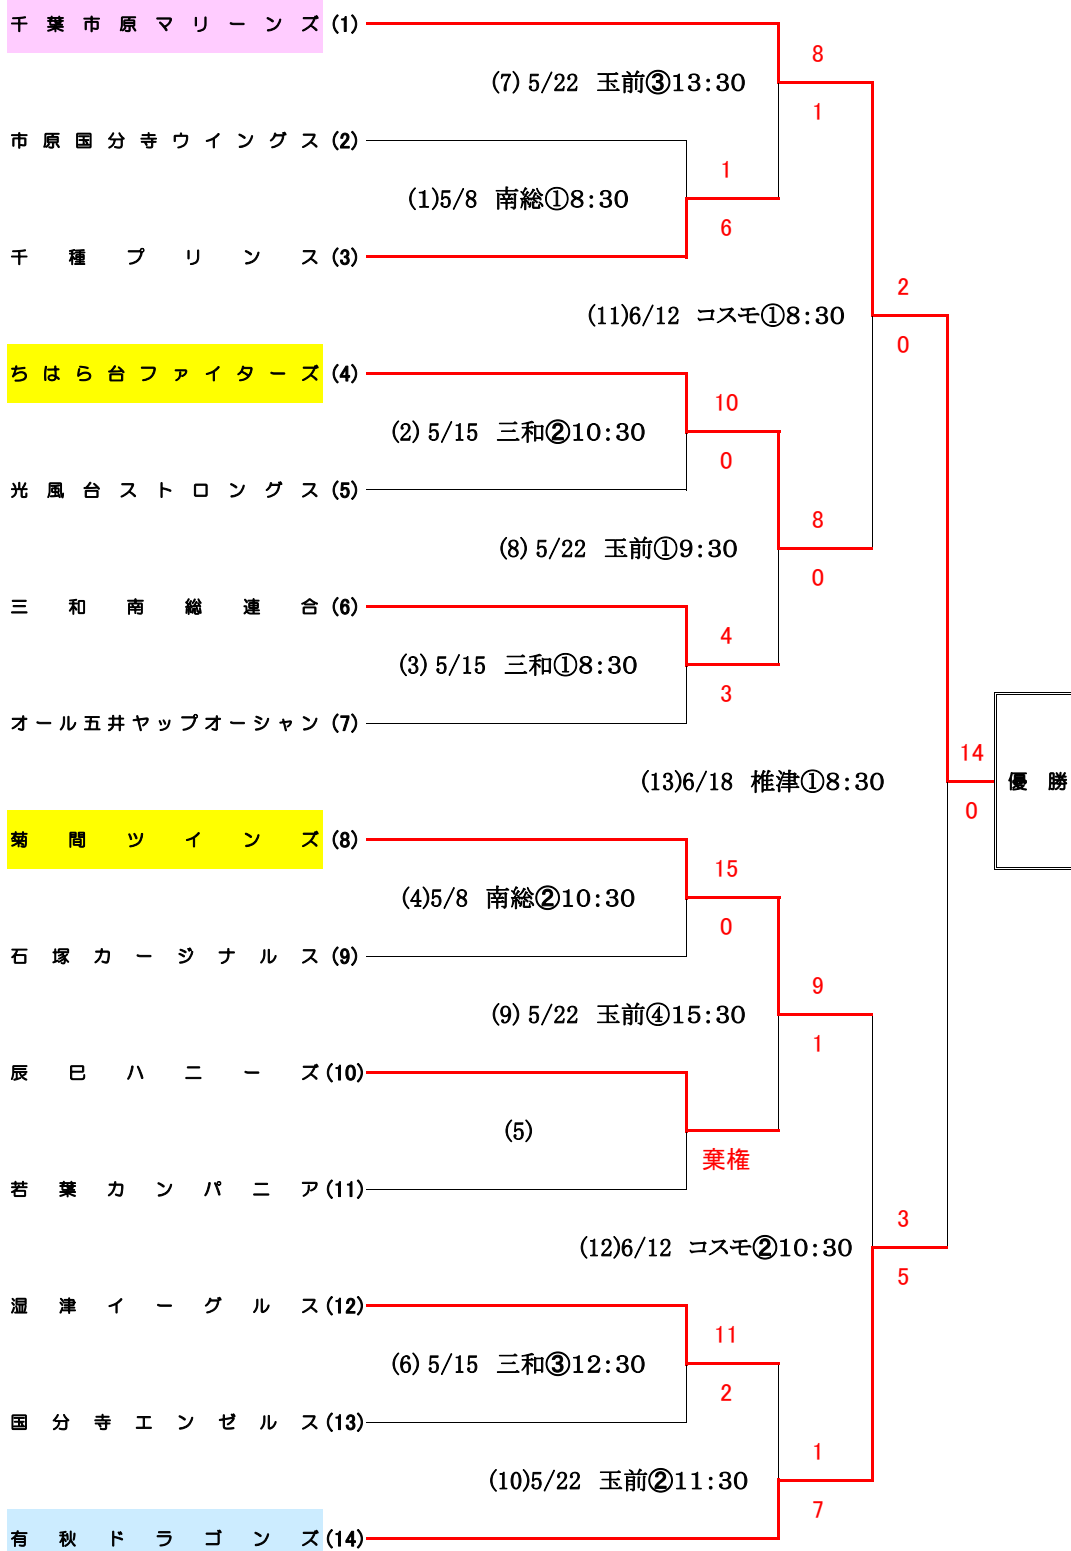 千葉市原マリーンズ (1)
8
(7) 5/22 玉前③13:30
1
市原国分寺ウイングス (2)
1
(1)5/8 南総①8:30
6
千種プリンス (3)
2
(11)6/12 コスモ①8:30
0
ちはら台ファイターズ (4)
10
(2) 5/15 三和②10:30
0
光風台ストロングス (5)
8
(8) 5/22 玉前①9:30
0
三和南総連合 (6)
4
(3) 5/15 三和①8:30
3
オール五井ヤップオーシャン (7)
14
(13)6/18 椎津①8:30
優勝
0
菊間ツインズ (8)
15
(4)5/8 南総②10:30
0
石塚カージナルス (9)
9
(9) 5/22 玉前④15:30
1
辰巳ハニーズ (10)
(5)
棄権
若葉カンパニア (11)
3
(12)6/12 コスモ②10:30
5
湿津イーグルス (12)
11
(6) 5/15 三和③12:30
2
国分寺エンゼルス (13)
1
(10)5/22 玉前②11:30
7
有秋ドラゴンズ (14)